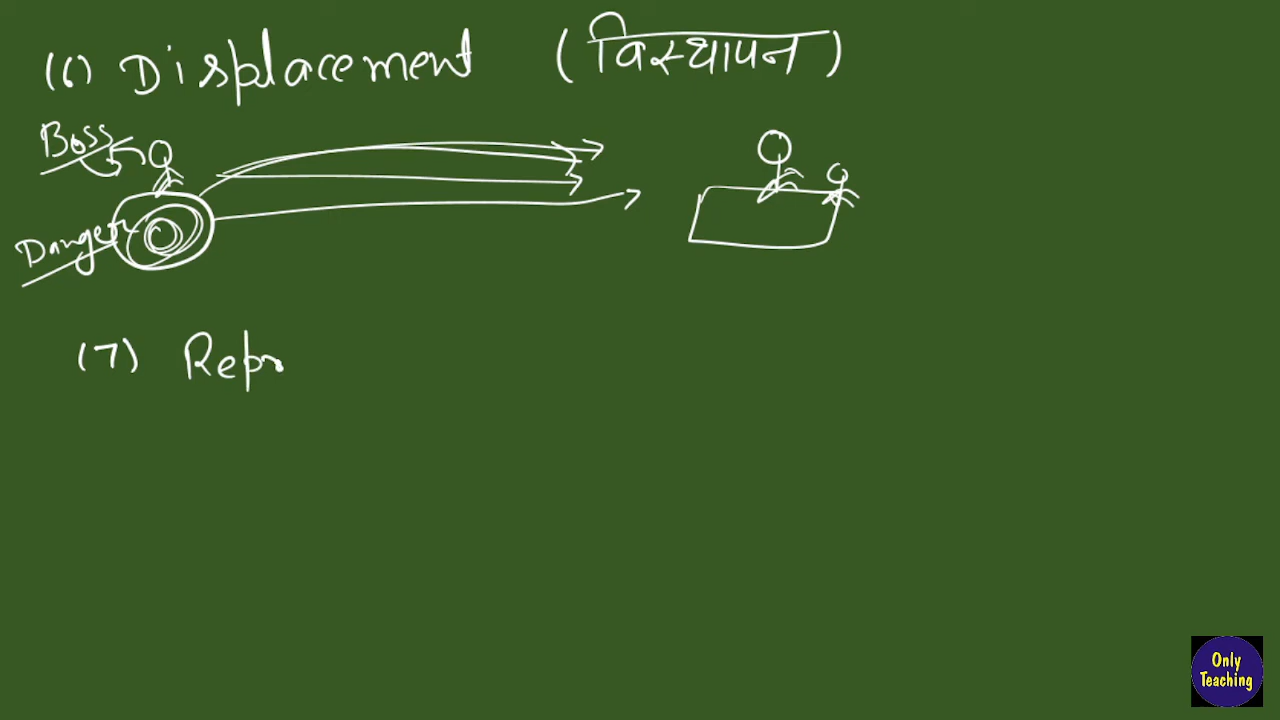 (6) Displacement (विस्थापन)
Boss
Danger
(7) Repr
Only
Teaching